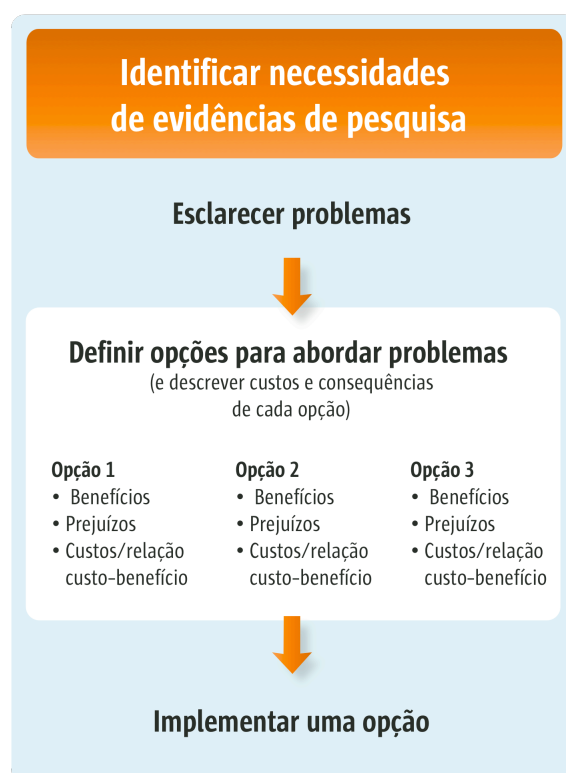 Identificar necessidades
de evidências de pesquisa
Esclarecer problemas
Definir opções para abordar problemas
(e descrever custos e consequências
de cada opção)
Opção 1
• Benefícios
• Prejuízos
• Custos/relação
custo-benefício
Opção 2
• Benefícios
• Prejuízos
• Custos/relação
custo-benefício
Opção 3
• Benefícios
• Prejuízos
• Custos/relação
custo-benefício
Implementar uma opção